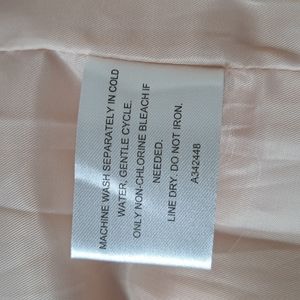 MACHINE WASH SEPARATELY IN COLD
WATER, GENTLE CYCLE.
ONLY NON-CHLORINE BLEACH IF
NEEDED.
LINE DRY. DO NOT IRON.
A342448